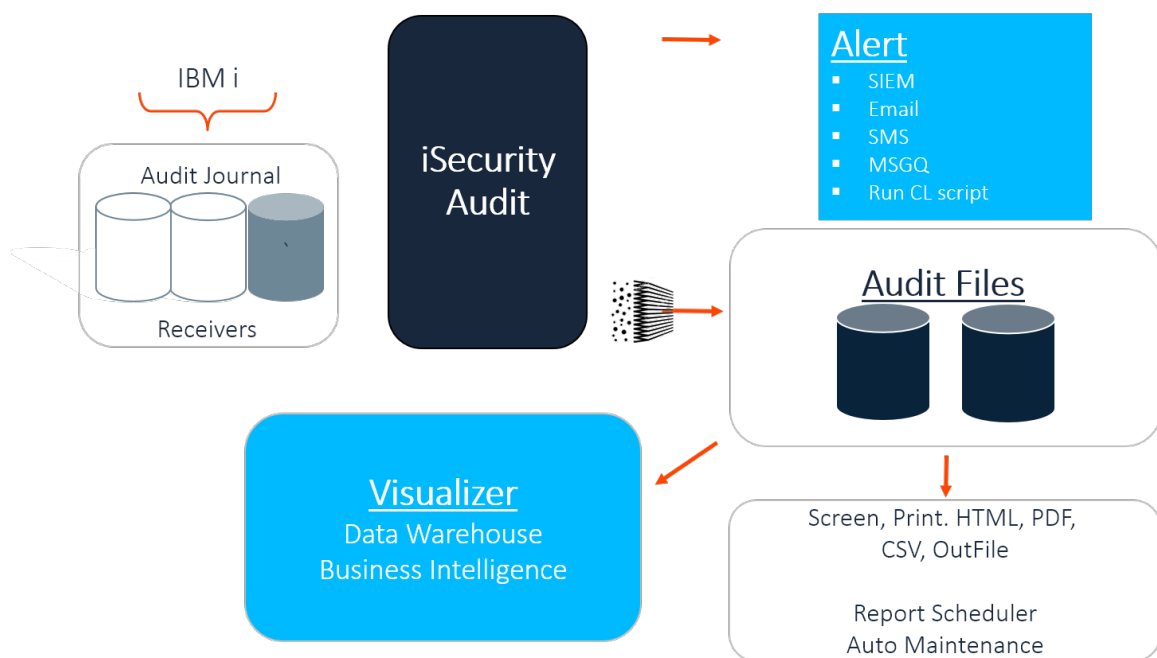 IBM i
Audit Journal
Receivers
iSecurity
Audit
Alert
SIEM
Email
SMS
MSGQ
Run CL script
Audit Files
Visualizer
Data Warehouse
Business Intelligence
Screen, Print. HTML, PDF,
CSV, OutFile
Report Scheduler
Auto Maintenance